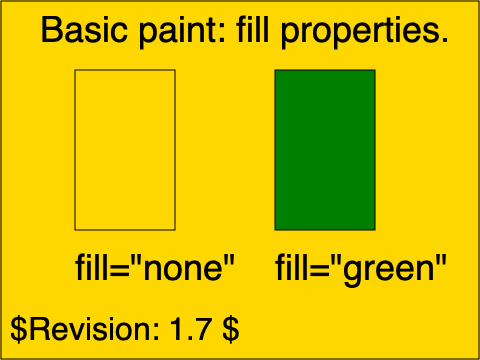 Basic paint: fill properties.
fill="none" fill="green"
$Revision: 1.7 $